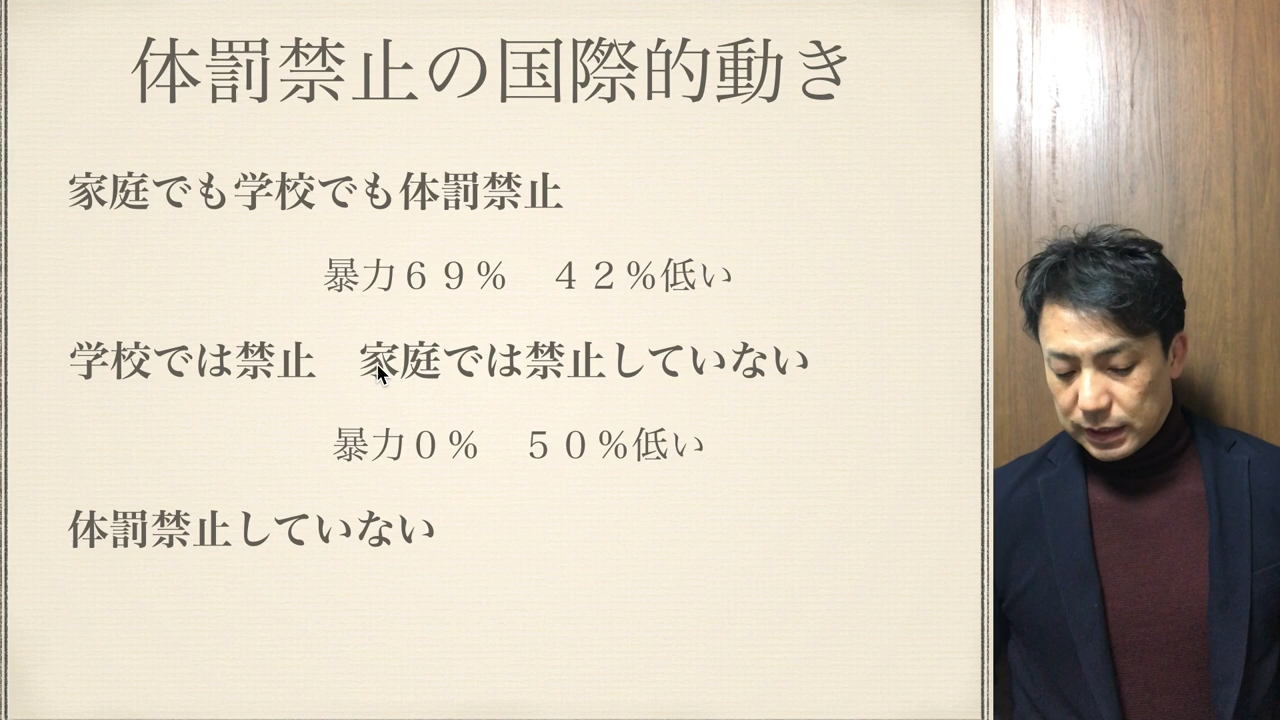 体罰禁止の国際的動き
家庭でも学校でも体罰禁止
暴力６９％　４２％低い
学校では禁止　家庭では禁止していない
暴力０％　５０％低い
体罰禁止していない